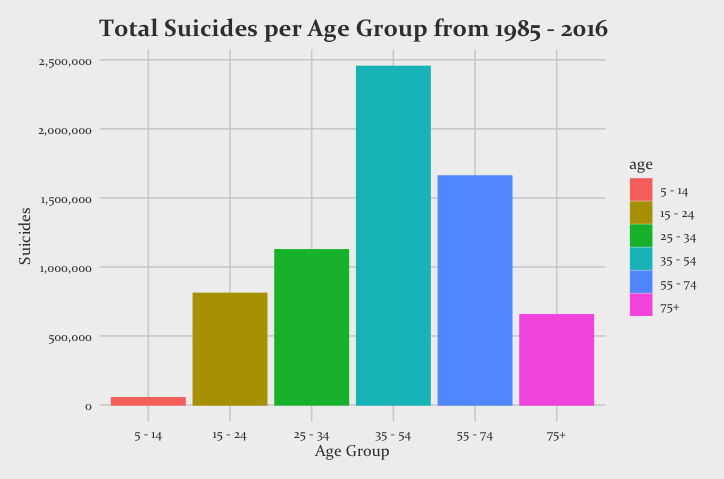 Total Suicides per Age Group from 1985 - 2016
2,500,000
2,000,000
1,500,000
1,000,000
500,000
0
Suicides
5 - 14
15 - 24
25 - 34
35 - 54
55 - 74
75+
Age Group
age
5 - 14
15 - 24
25 - 34
35 - 54
55 - 74
75+